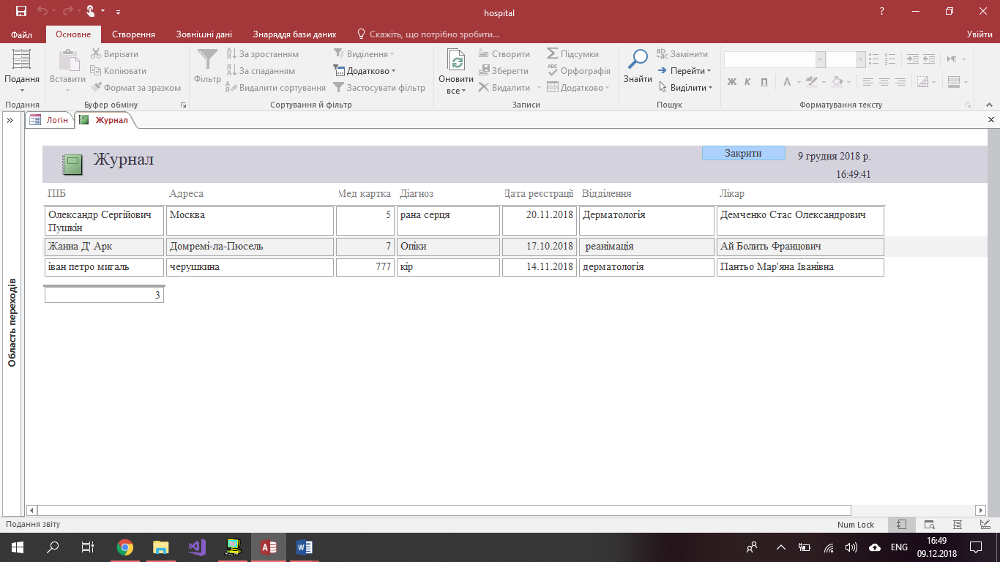 hospital
?
Файл Основне Створення Зовнішні дані Знаряддя бази даних Скажіть, що потрібно зробити... Увійти
Подання
Подання
Вставити
Вирізати
Копіювати
Формат за зразком
Буфер обміну
Фільтр
За зростанням
За спаданням
Видалити сортування
Виділення
Додатково
Застосувати фільтр
Сортування й фільтр
Оновити
все
Створити
Зберегти
Видалити
Підсумки
Орфографія
Додатково
Записи
Знайти
Замінити
Перейти
Виділити
Пошук
Ж К П А
Форматування тексту
Логін Журнал
Область переходів
Журнал
Закрити
9 грудня 2018 р.
16:49:41
ПІБ Адреса Мед картка Діагноз Дата реєстрації Відділення Лікар
Олександр Сергійович Пушкін Москва 5 рана серця 20.11.2018 Дерматологія Демченко Стас Олександрович
Жанна Д' Арк Домремі-ла-Пюсель 7 Опіки 17.10.2018 реанімація Ай Болить Францович
іван петро мигаль черушкина 777 кір 14.11.2018 дерматологія Пантьо Мар'яна Іванівна
3
Подання звіту Num Lock
ENG
16:49
09.12.2018